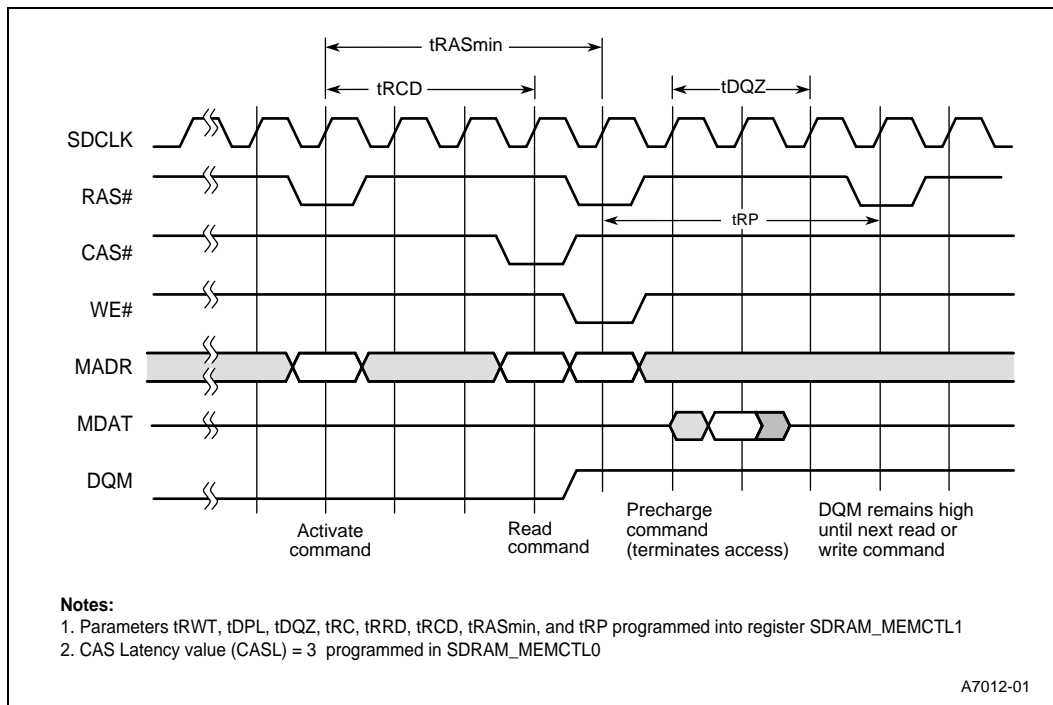 tRASmin
tRCD
tDQZ
SDCLK
RAS#
tRP
CAS#
WE#
MADR
MDAT
DQM
Activate
command
Read
command
Precharge
command
(terminates access)
DQM remains high
until next read or
write command
Notes:
1. Parameters tRWT, tDPL, tDQZ, tRC, tRRD, tRCD, tRASmin, and tRP programmed into register SDRAM_MEMCTL1
2. CAS Latency value (CASL) = 3 programmed in SDRAM_MEMCTL0
A7012-01